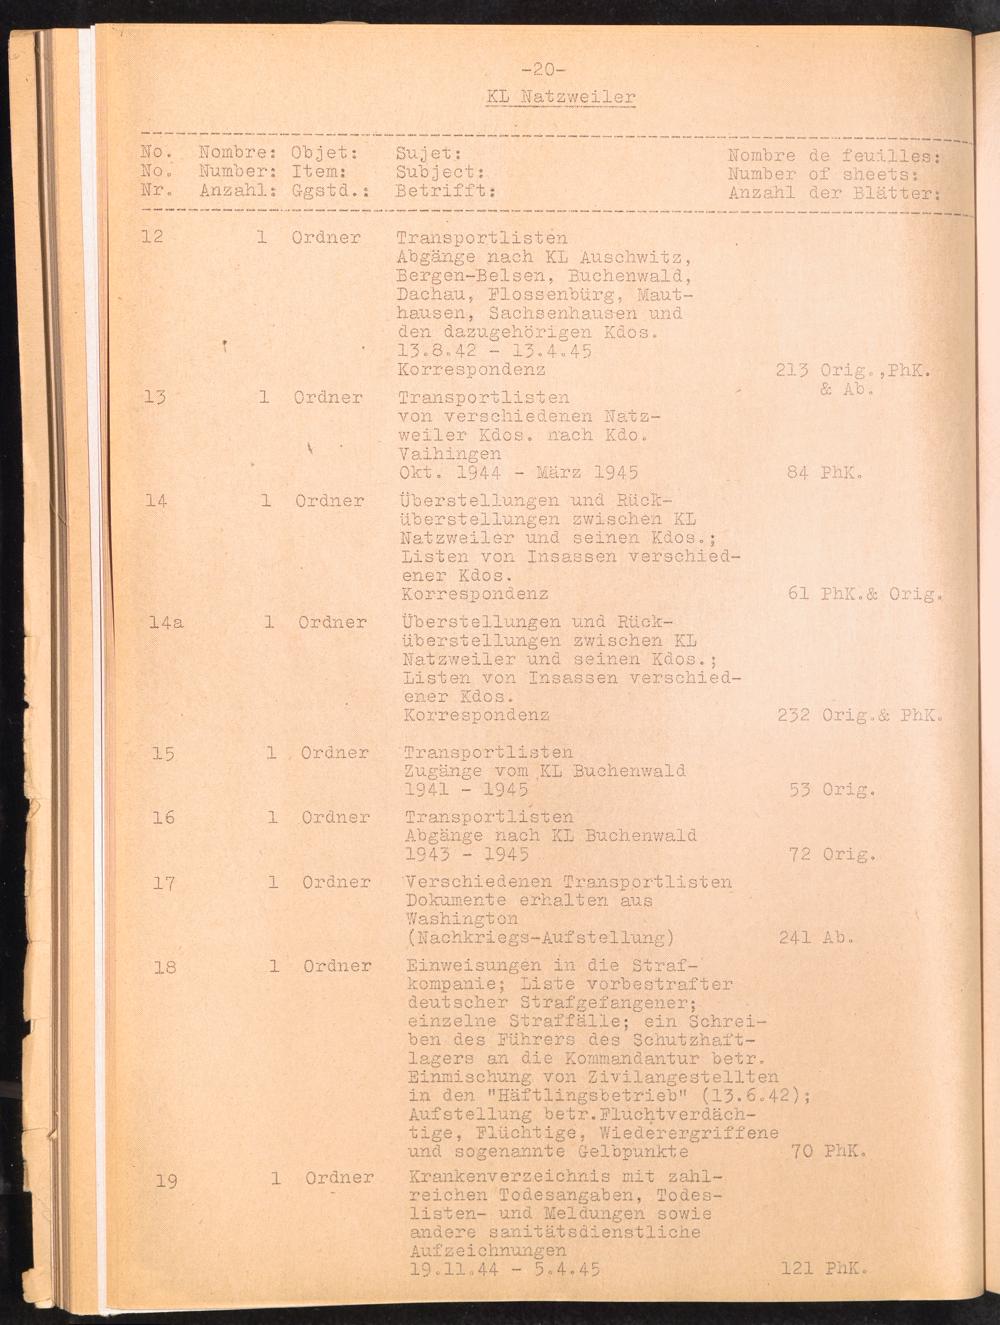 -20-
KL Natzweiler
No. Nombre: Objet: Sujet: Nombre de feuilles:
No. Number: Item: Subject: Number of sheets:
Nr. Anzahl: Ggstd.: Betrifft: Anzahl der Blätter:
12 1 Ordner Transportlisten
Abgänge nach KL Auschwitz,
Bergen-Belsen, Buchenwald,
Dachau, Flossenbürg, Maut-
hausen, Sachsenhausen und
den dazugehörigen Kdos.
13.8.42 - 13.4.45
Korrespondenz 213 Orig.,PhK.
& Ab.
13 1 Ordner Transportlisten
von verschiedenen Natz-
weiler Kdos. nach Kdo.
Vaihingen
Okt. 1944 - März 1945 84 PhK.
14 1 Ordner Überstellungen und Rück-
überstellungen zwischen KL
Natzweiler und seinen Kdos.;
Listen von Insassen verschied-
ener Kdos.
Korrespondenz 61 PhK.& Orig.
14a 1 Ordner Überstellungen und Rück-
überstellungen zwischen KL
Natzweiler und seinen Kdos.;
Listen von Insassen verschied-
ener Kdos.
Korrespondenz 232 Orig.& PhK.
15 1 Ordner Transportlisten
Zugänge vom KL Buchenwald
1941 - 1945 53 Orig.
16 1 Ordner Transportlisten
Abgänge nach KL Buchenwald
1943 - 1945 72 Orig.
17 1 Ordner Verschiedenen Transportlisten
Dokumente erhalten aus
Washington
(Nachkriegs-Aufstellung) 241 Ab.
18 1 Ordner Einweisungen in die Straf-
kompanie; Liste vorbestrafter
deutscher Strafgefangener;
einzelne Straffälle; ein Schrei-
ben des Führers des Schutzhaft-
lagers an die Kommandantur betr.
Einmischung von Zivilangestellten
in den "Häftlingsbetrieb" (13.6.42);
Aufstellung betr.Fluchtverdäch-
tige, Flüchtige, Wiederergriffene
und sogenannte Gelbpunkte 70 PhK.
19 1 Ordner Krankenverzeichnis mit zahl-
reichen Todesangaben, Todes-
listen- und Meldungen sowie
andere sanitätsdienstliche
Aufzeichnungen
19.11.44 - 5.4.45 121 PhK.